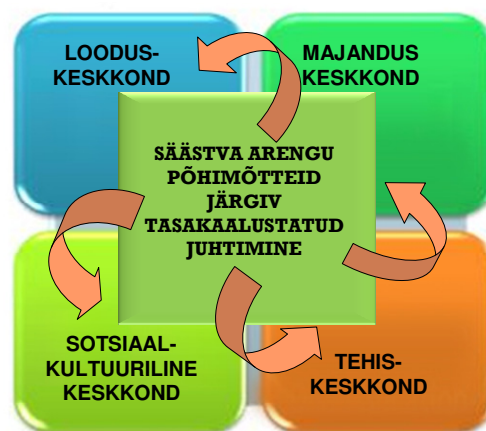 LOODUS-
KESKKOND
MAJANDUS
KESKKOND
SÄÄSTVA ARENGU
PÕHIMÕTTEID
JÄRGIV
TASAKAALUSTATUD
JUHTIMINE
SOTSIAAL-
KULTUURILINE
KESKKOND
TEHIS-
KESKKOND